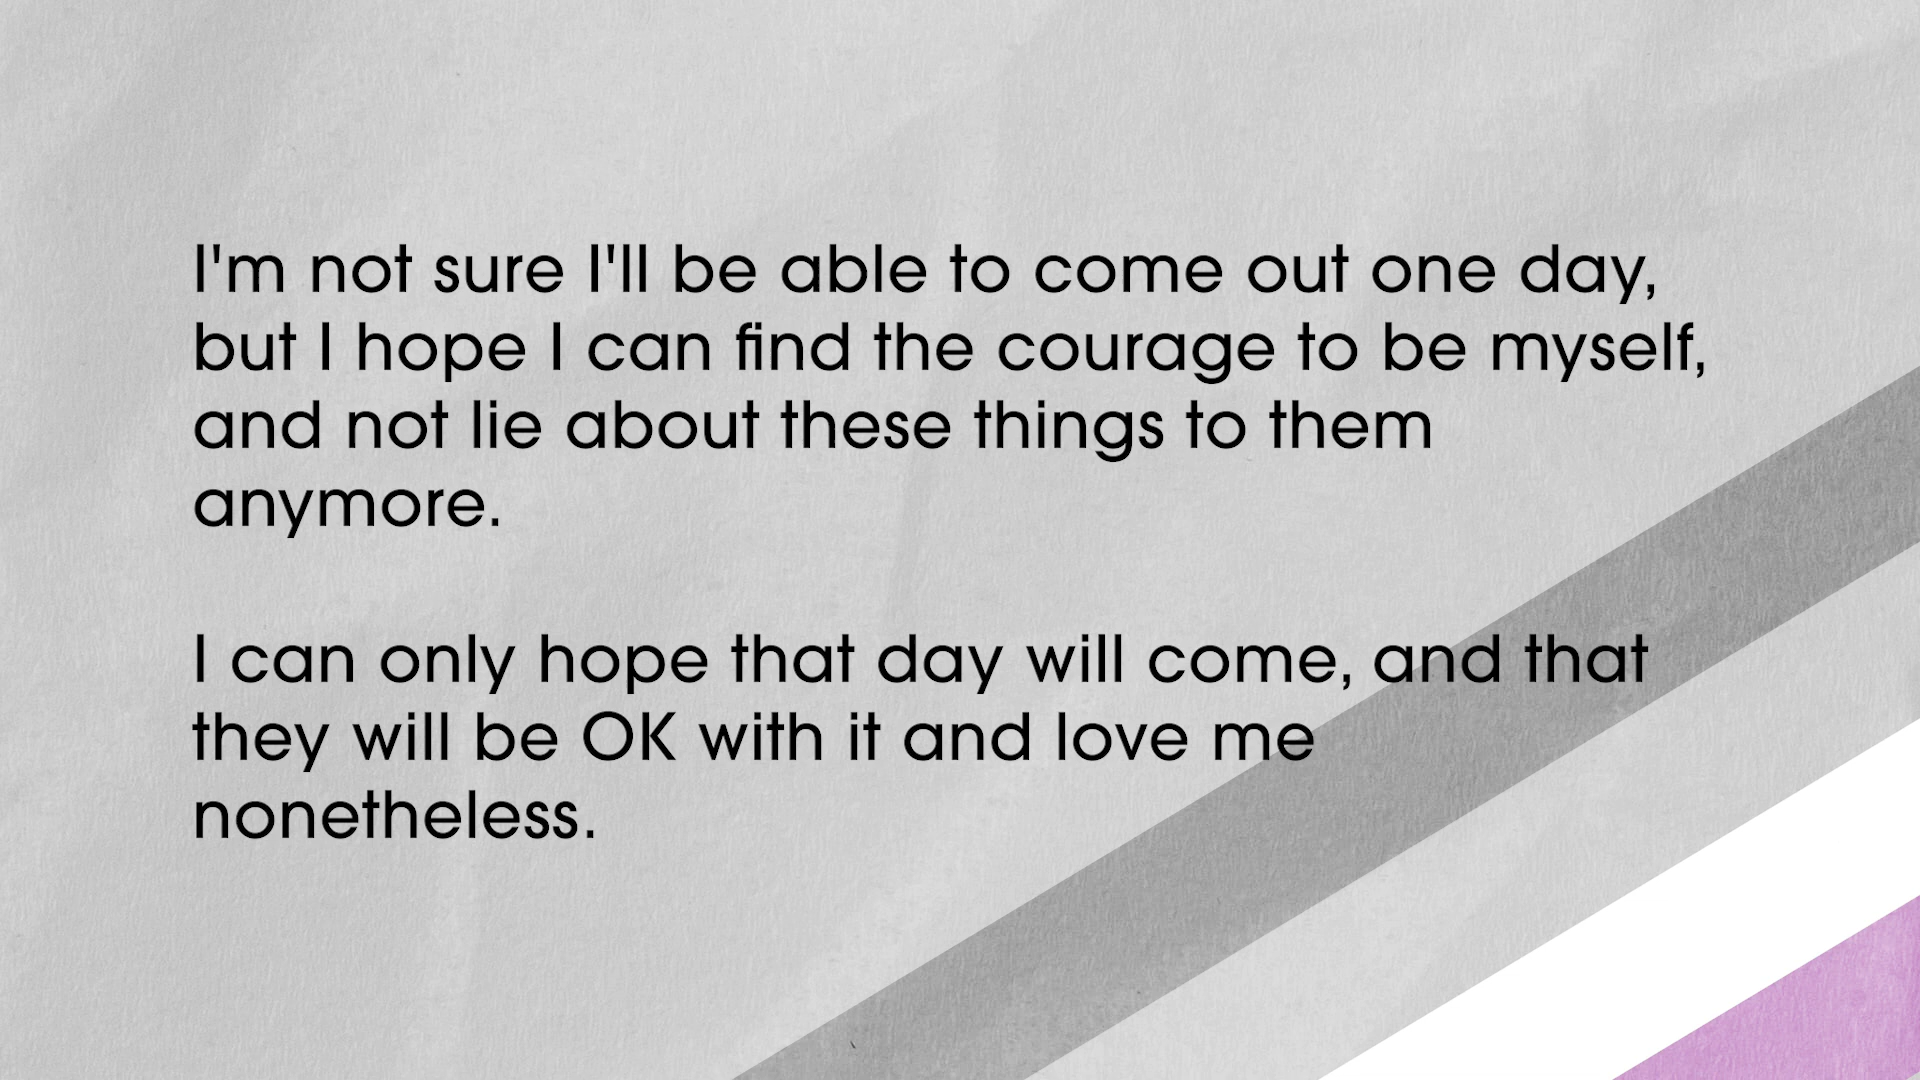 I'm not sure I'll be able to come out one day,
but I hope I can find the courage to be myself,
and not lie about these things to them
anymore.
I can only hope that day will come, and that
they will be OK with it and love me
nonetheless.